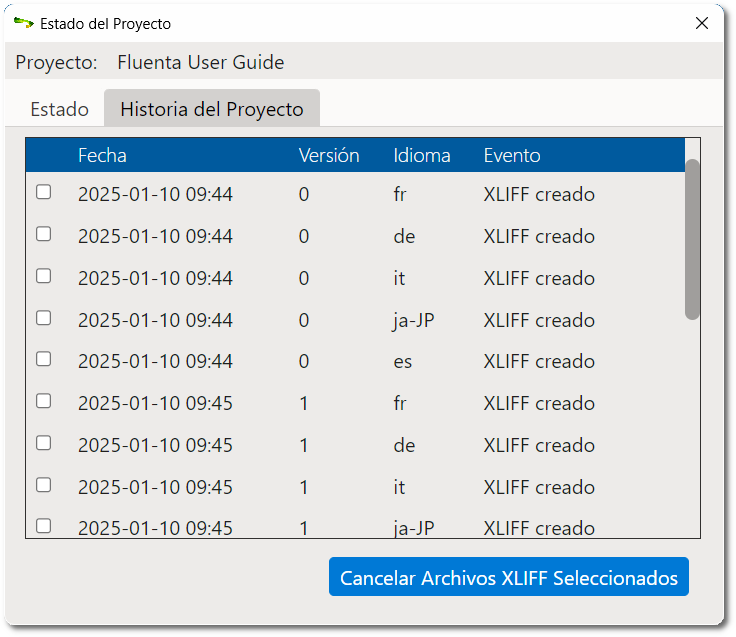 Estado del Proyecto
Proyecto: Fluenta User Guide
Estado Historia del Proyecto
Fecha Versión Idioma Evento
2025-01-10 09:44 0 fr XLIFF creado
2025-01-10 09:44 0 de XLIFF creado
2025-01-10 09:44 0 it XLIFF creado
2025-01-10 09:44 0 ja-JP XLIFF creado
2025-01-10 09:44 0 es XLIFF creado
2025-01-10 09:45 1 fr XLIFF creado
2025-01-10 09:45 1 de XLIFF creado
2025-01-10 09:45 1 it XLIFF creado
2025-01-10 09:45 1 ja-JP XLIFF creado
Cancelar Archivos XLIFF Seleccionados